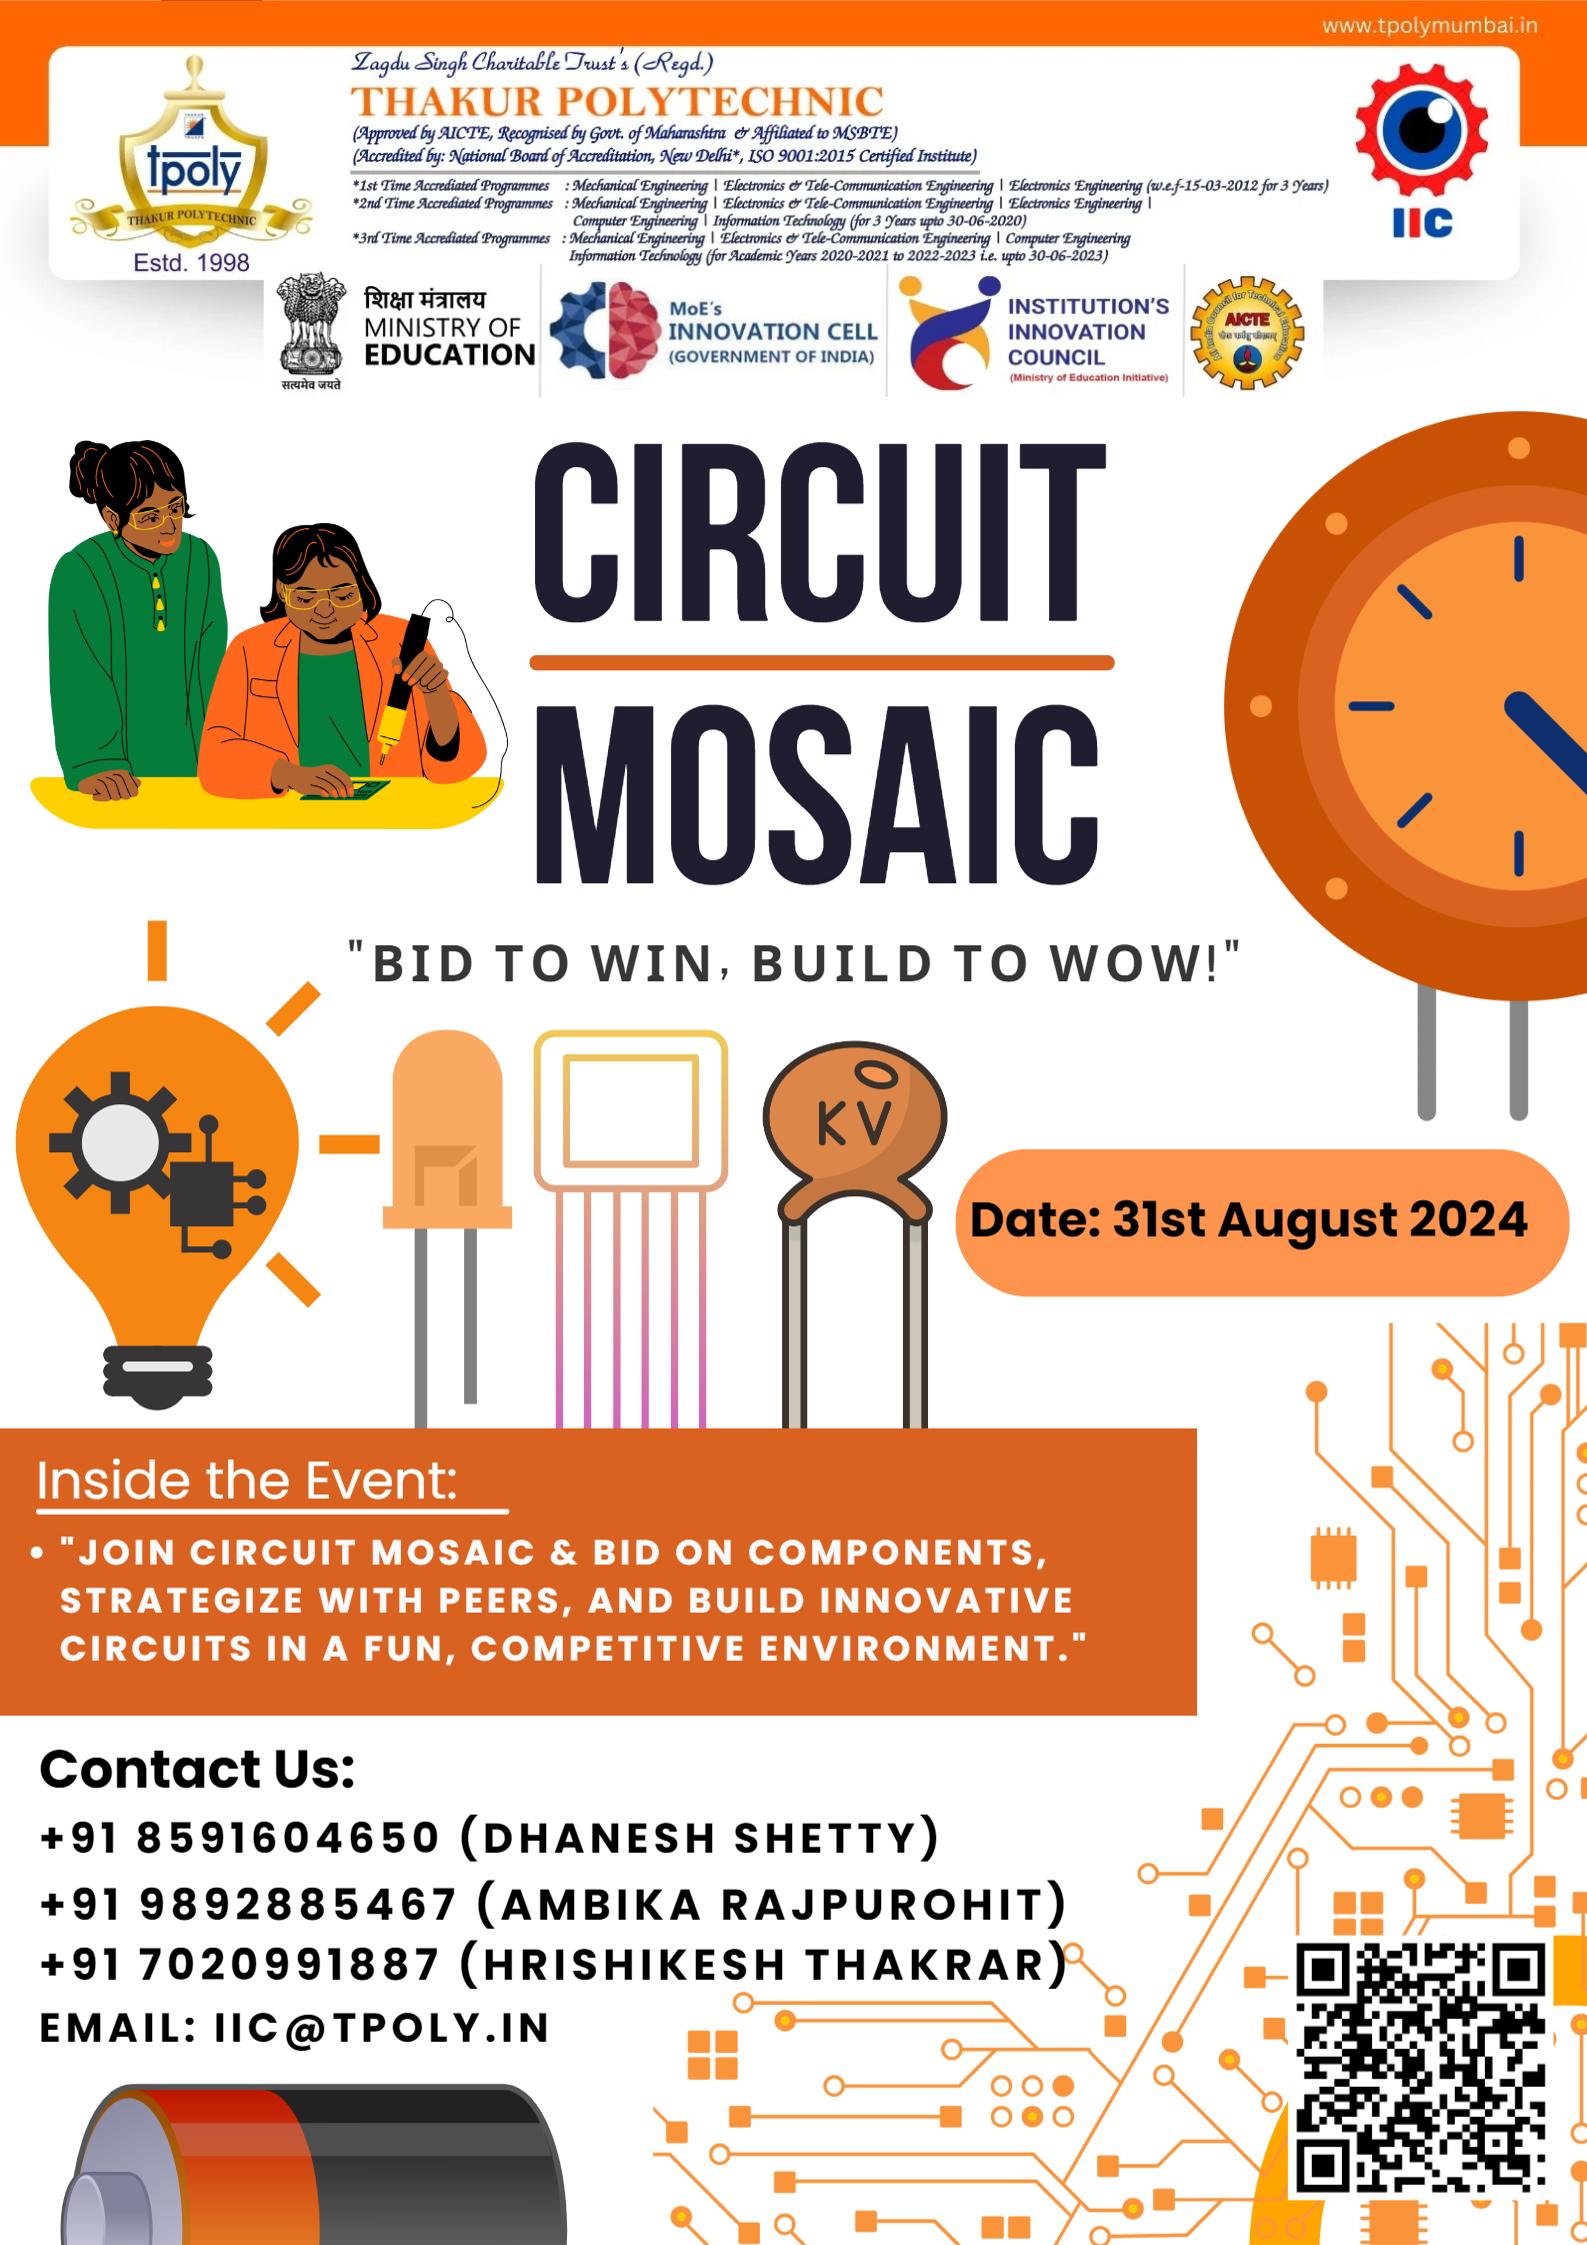 www.tpolymumbai.in
Zagdu Singh Charitable Trust's (Regd.)
THAKUR POLYTECHNIC
(Approved by AICTE, Recognised by Govt. of Maharashtra & Affiliated to MSBTE)
(Accredited by: National Board of Accreditation, New Delhi*, ISO 9001:2015 Certified Institute)
*1st Time Accrediated Programmes : Mechanical Engineering | Electronics & Tele-Communication Engineering | Electronics Engineering (w.e.f-15-03-2012 for 3 Years)
*2nd Time Accrediated Programmes : Mechanical Engineering | Electronics & Tele-Communication Engineering | Electronics Engineering |
Computer Engineering | Information Technology (for 3 Years upto 30-06-2020)
*3rd Time Accrediated Programmes : Mechanical Engineering | Electronics & Tele-Communication Engineering | Computer Engineering
Information Technology (for Academic Years 2020-2021 to 2022-2023 i.e. upto 30-06-2023)
tpoly
THAKUR POLYTECHNIC
Estd. 1998
IIC
सत्यमेव जयते
शिक्षा मंत्रालय
MINISTRY OF
EDUCATION
MoE's
INNOVATION CELL
(GOVERNMENT OF INDIA)
INSTITUTION'S
INNOVATION
COUNCIL
(Ministry of Education Initiative)
All India Council for Technical Education
AICTE
CIRCUIT
MOSAIC
"BID TO WIN, BUILD TO WOW!"
KV
Date: 31st August 2024
Inside the Event:
• "JOIN CIRCUIT MOSAIC & BID ON COMPONENTS,
STRATEGIZE WITH PEERS, AND BUILD INNOVATIVE
CIRCUITS IN A FUN, COMPETITIVE ENVIRONMENT."
Contact Us:
+91 8591604650 (DHANESH SHETTY)
+91 9892885467 (AMBIKA RAJPUROHIT)
+91 7020991887 (HRISHIKESH THAKRAR)
EMAIL: IIC@TPOLY.IN